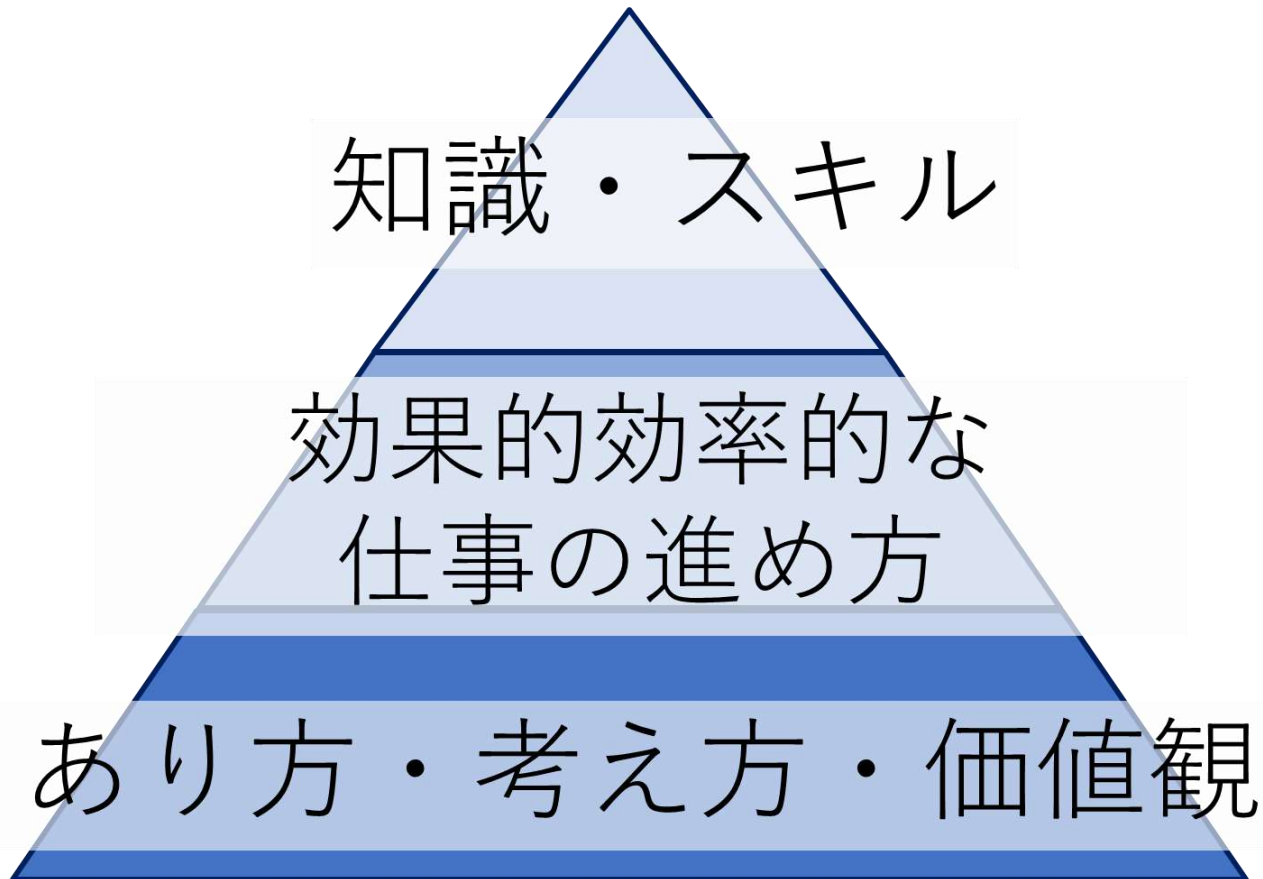 知識・スキル
効果的効率的な
仕事の進め方
あり方・考え方・価値観